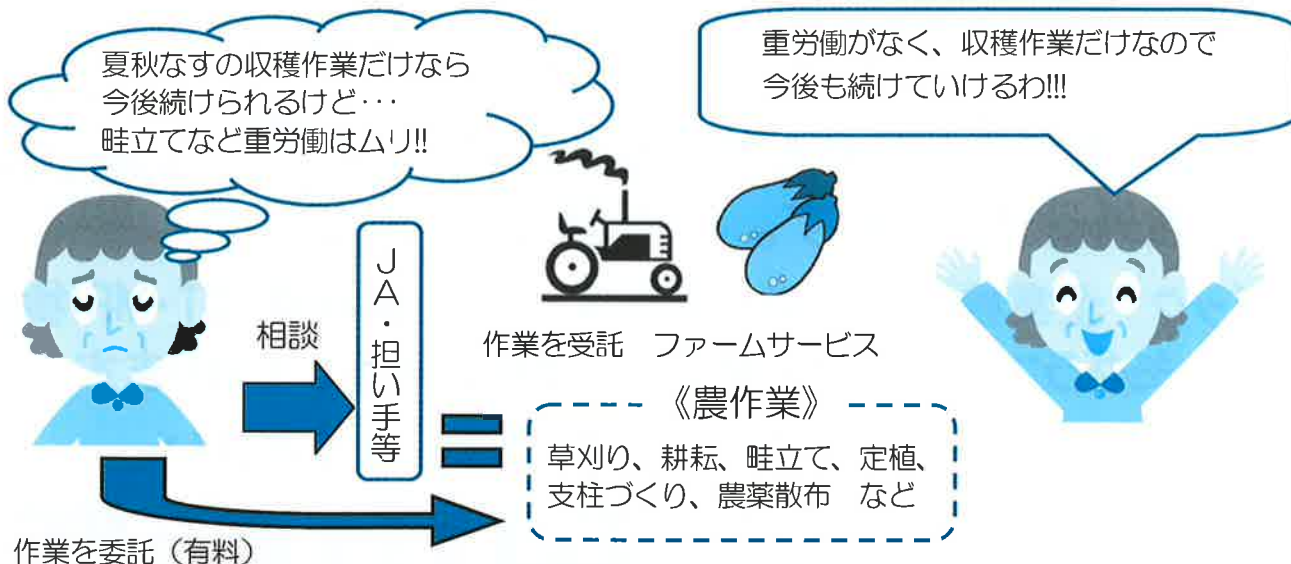 夏秋なすの収穫作業だけなら
今後続けられるけど・・・
畦立てなど重労働はムリ!!
重労働がなく、収穫作業だけなので
今後も続けていけるわ!!!
相談
JA・担い手等
作業を受託　ファームサービス
《農作業》
草刈り、耕耘、畦立て、定植、
支柱づくり、農薬散布　など
作業を委託（有料）